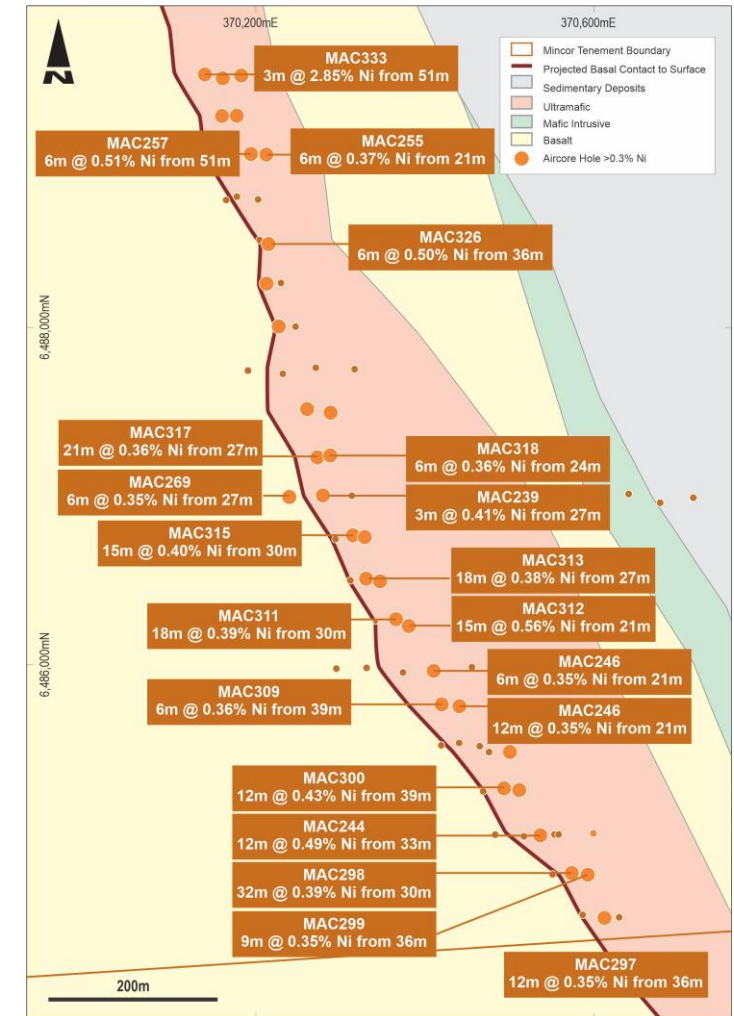 370,200mE
370,600mE
N
MAC333
3m @ 2.85% Ni from 51m
Mincor Tenement Boundary
Projected Basal Contact to Surface
Sedimentary Deposits
Ultramafic
Mafic Intrusive
Basalt
Aircore Hole >0.3% Ni
MAC257
6m @ 0.51% Ni from 51m
MAC255
6m @ 0.37% Ni from 21m
MAC326
6m @ 0.50% Ni from 36m
6,488,000mN
MAC317
21m @ 0.36% Ni from 27m
MAC318
6m @ 0.36% Ni from 24m
MAC269
6m @ 0.35% Ni from 27m
MAC239
3m @ 0.41% Ni from 27m
MAC315
15m @ 0.40% Ni from 30m
MAC313
18m @ 0.38% Ni from 27m
MAC311
18m @ 0.39% Ni from 30m
MAC312
15m @ 0.56% Ni from 21m
6,486,000mN
MAC246
6m @ 0.35% Ni from 21m
MAC309
6m @ 0.36% Ni from 39m
MAC246
12m @ 0.35% Ni from 21m
MAC300
12m @ 0.43% Ni from 39m
MAC244
12m @ 0.49% Ni from 33m
MAC298
32m @ 0.39% Ni from 30m
MAC299
9m @ 0.35% Ni from 36m
MAC297
12m @ 0.35% Ni from 36m
200m